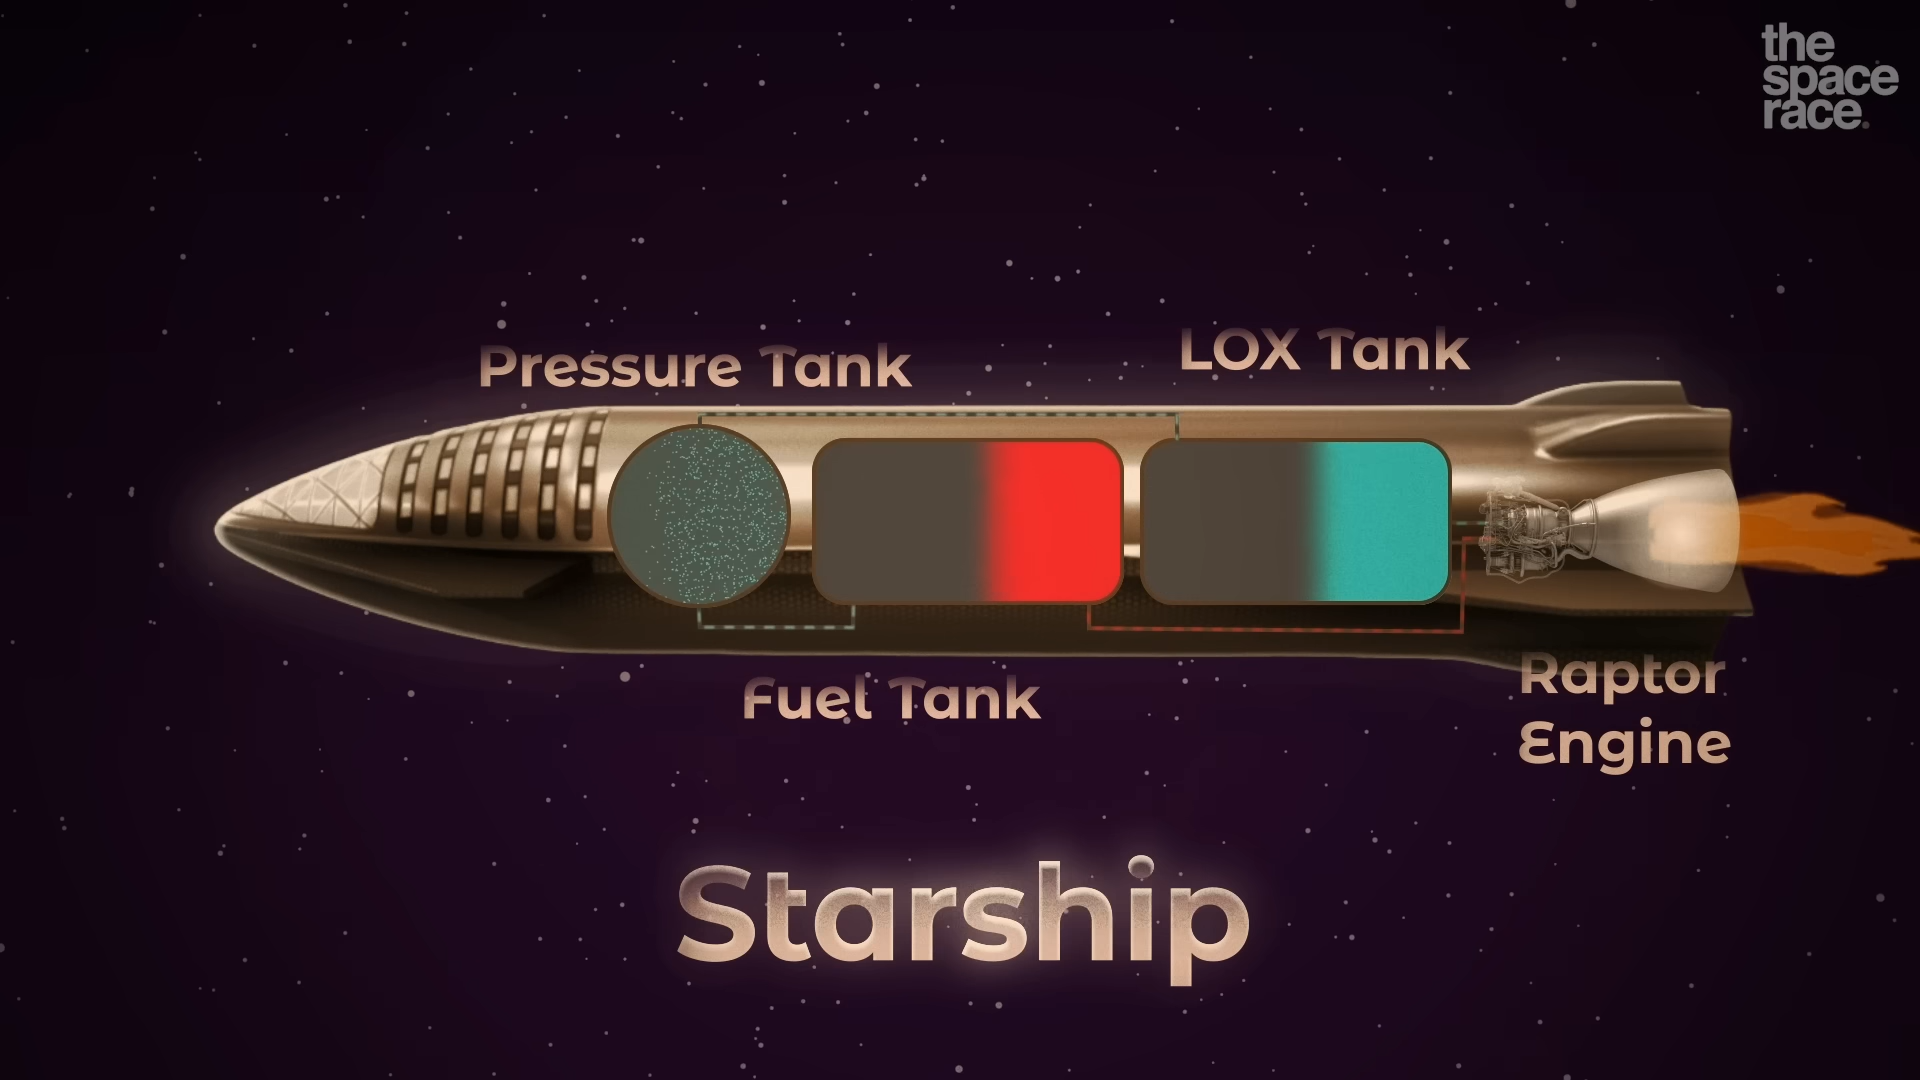 the
space
race.
Pressure Tank
LOX Tank
Fuel Tank
Raptor
Engine
Starship